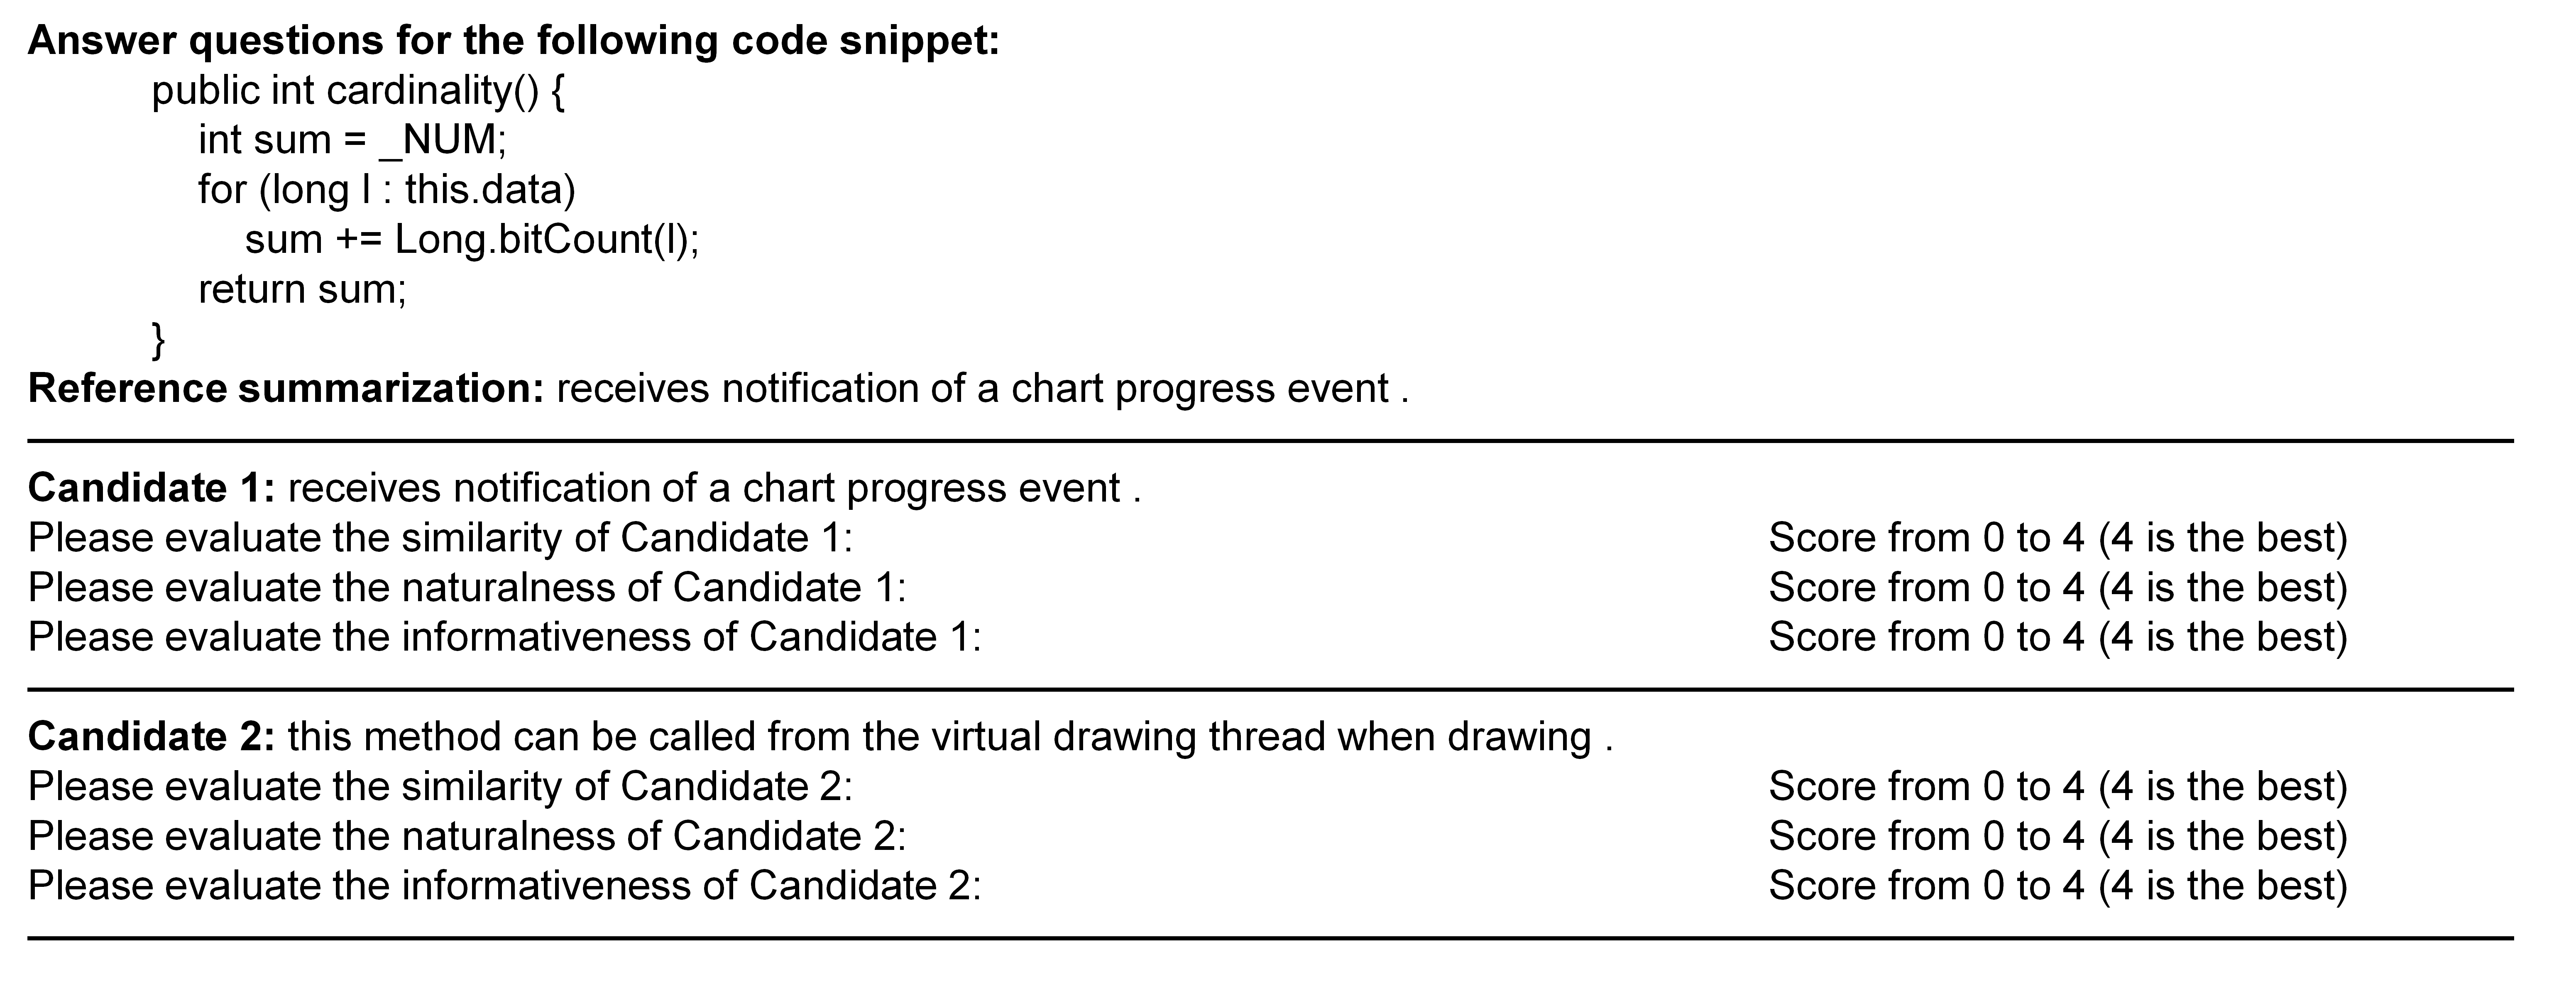 Answer questions for the following code snippet:
public int cardinality() {
int sum = _NUM;
for (long l : this.data)
sum += Long.bitCount(l);
return sum;
}
Reference summarization: receives notification of a chart progress event .
Candidate 1: receives notification of a chart progress event .
Please evaluate the similarity of Candidate 1: Score from 0 to 4 (4 is the best)
Please evaluate the naturalness of Candidate 1: Score from 0 to 4 (4 is the best)
Please evaluate the informativeness of Candidate 1: Score from 0 to 4 (4 is the best)
Candidate 2: this method can be called from the virtual drawing thread when drawing .
Please evaluate the similarity of Candidate 2: Score from 0 to 4 (4 is the best)
Please evaluate the naturalness of Candidate 2: Score from 0 to 4 (4 is the best)
Please evaluate the informativeness of Candidate 2: Score from 0 to 4 (4 is the best)